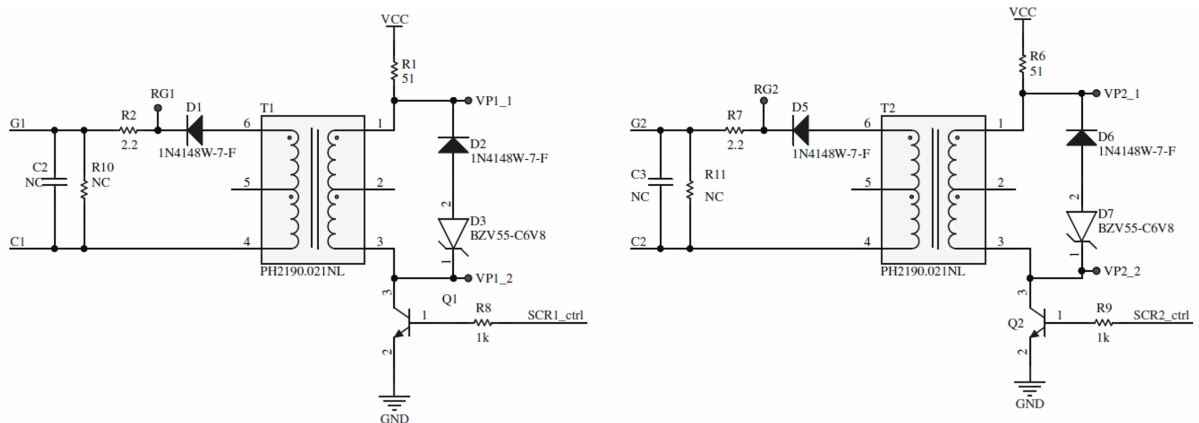 VCC
R1
51
RG1
D1
T1
VP1_1
G1
R2
6
1
2.2
1N4148W-7-F
D2
1N4148W-7-F
C2
NC
R10
NC
5
2
2
D3
BZV55-C6V8
C1
4
3
1
PH2190.021NL
VP1_2
3
Q1
1
R8
SCR1_ctrl
1k
2
GND
VCC
R6
51
RG2
D5
T2
VP2_1
G2
R7
6
1
2.2
1N4148W-7-F
D6
1N4148W-7-F
C3
NC
R11
NC
5
2
2
D7
BZV55-C6V8
C2
4
3
1
PH2190.021NL
VP2_2
3
Q2
1
R9
SCR2_ctrl
1k
2
GND